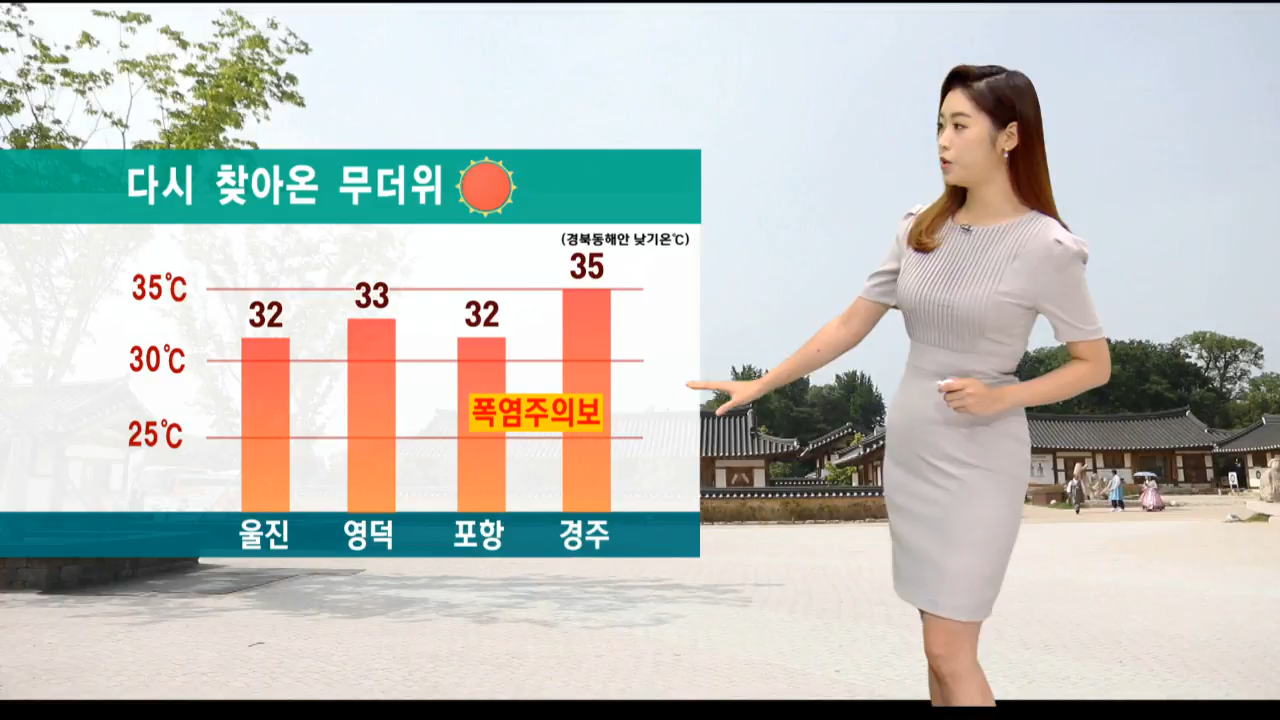 다시 찾아온 무더위
(경북동해안 낮기온℃)
35℃
30℃
25℃
32
33
32
35
폭염주의보
울진 영덕 포항 경주